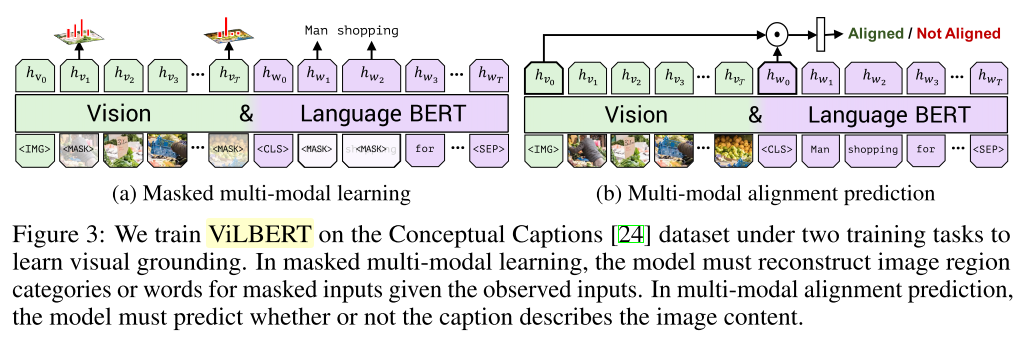 Man shopping
h_{v_0} h_{v_1} h_{v_2} h_{v_3} ... h_{v_T} h_{w_0} h_{w_1} h_{w_2} h_{w_3} ... h_{w_T}
Vision & Language BERT
<IMG> <MASK> ... <MASK> <CLS> <MASK> <MASK> for ... <SEP>
(a) Masked multi-modal learning
Aligned / Not Aligned
h_{v_0} h_{v_1} h_{v_2} h_{v_3} ... h_{v_T} h_{w_0} h_{w_1} h_{w_2} h_{w_3} ... h_{w_T}
Vision & Language BERT
<IMG> ... <CLS> Man shopping for ... <SEP>
(b) Multi-modal alignment prediction
Figure 3: We train ViLBERT on the Conceptual Captions [24] dataset under two training tasks to
learn visual grounding. In masked multi-modal learning, the model must reconstruct image region
categories or words for masked inputs given the observed inputs. In multi-modal alignment prediction,
the model must predict whether or not the caption describes the image content.